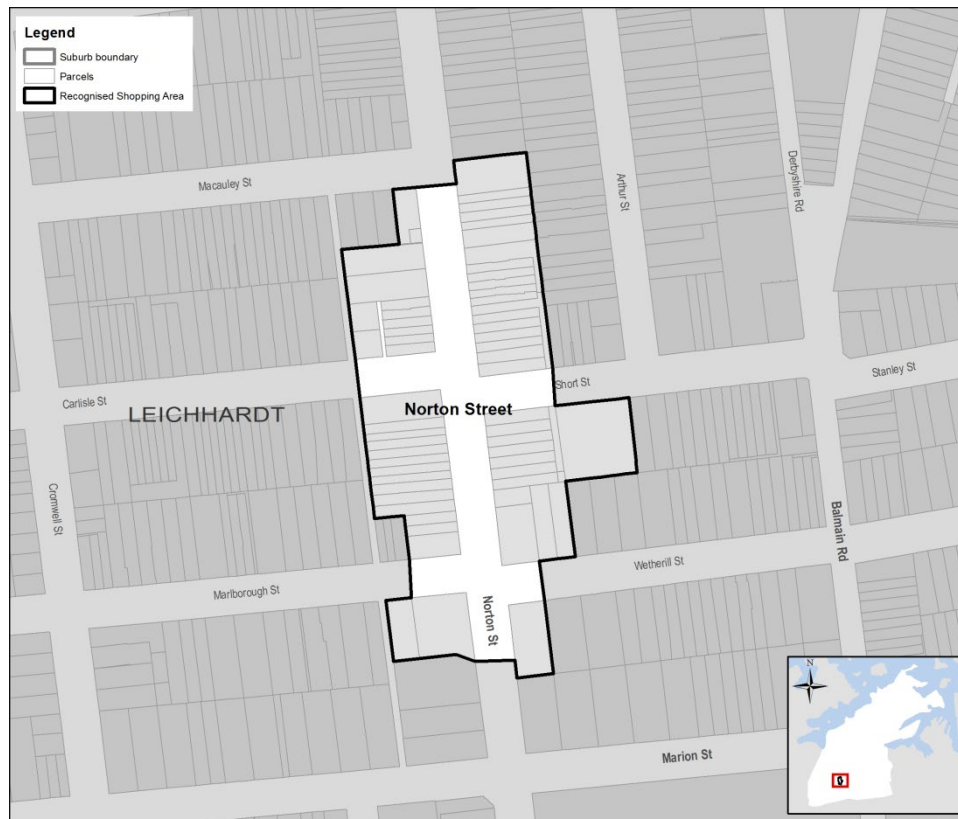 Legend
Suburb boundary
Parcels
Recognised Shopping Area
Macauley St
Arthur St
Derbyshire Rd
Short St
Stanley St
Carlisle St
LEICHHARDT
Norton Street
Cromwell St
Balmain Rd
Wetherill St
Marlborough St
Norton St
Marion St
N